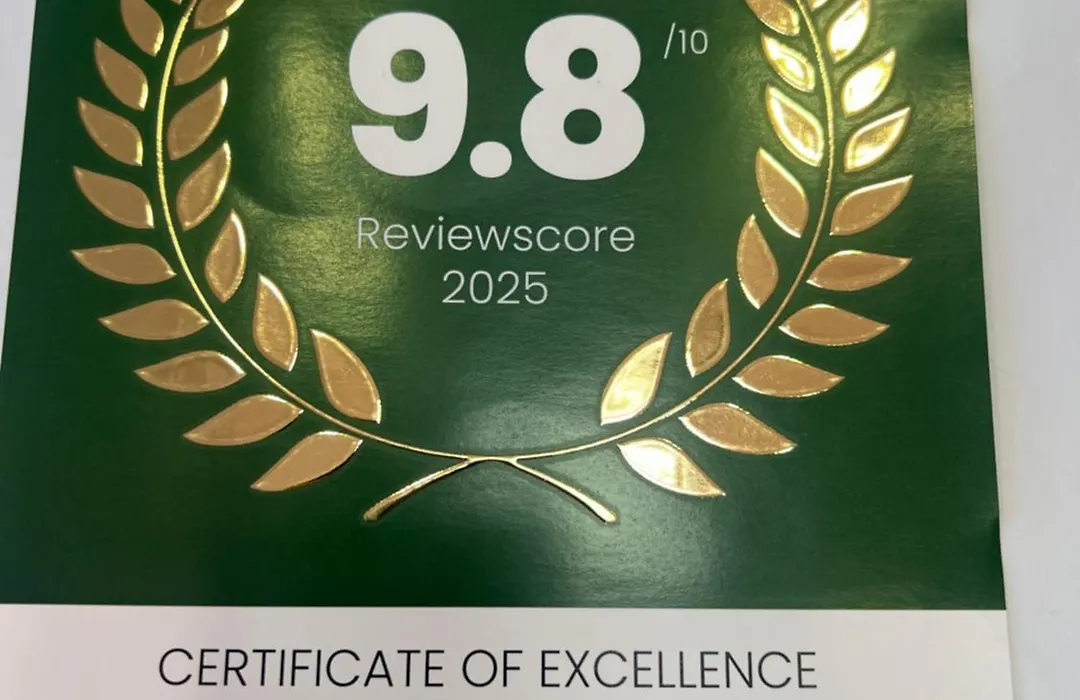 9.8 /10
Reviewscore
2025
CERTIFICATE OF EXCELLENCE